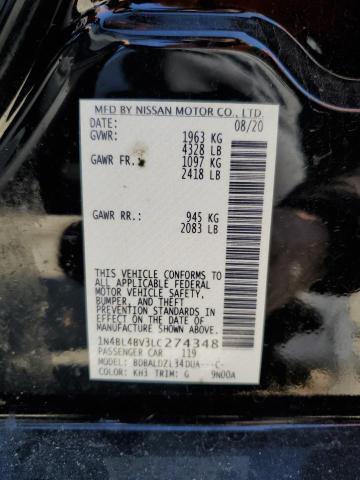 MFD BY NISSAN MOTOR CO., LTD.
DATE: 08/20
GVWR: 1963 KG
4328 LB
GAWR FR.: 1097 KG
2418 LB
GAWR RR.: 945 KG
2083 LB
THIS VEHICLE CONFORMS TO
ALL APPLICABLE FEDERAL
MOTOR VEHICLE SAFETY,
BUMPER, AND THEFT
PREVENTION STANDARDS IN
EFFECT ON THE DATE OF
MANUFACTURE SHOWN ABOVE.
1N4BL4BV3LC274348
PASSENGER CAR 119
MODEL: BDBALDZL34DUA---C-
COLOR: KH3 TRIM: G 9N00A